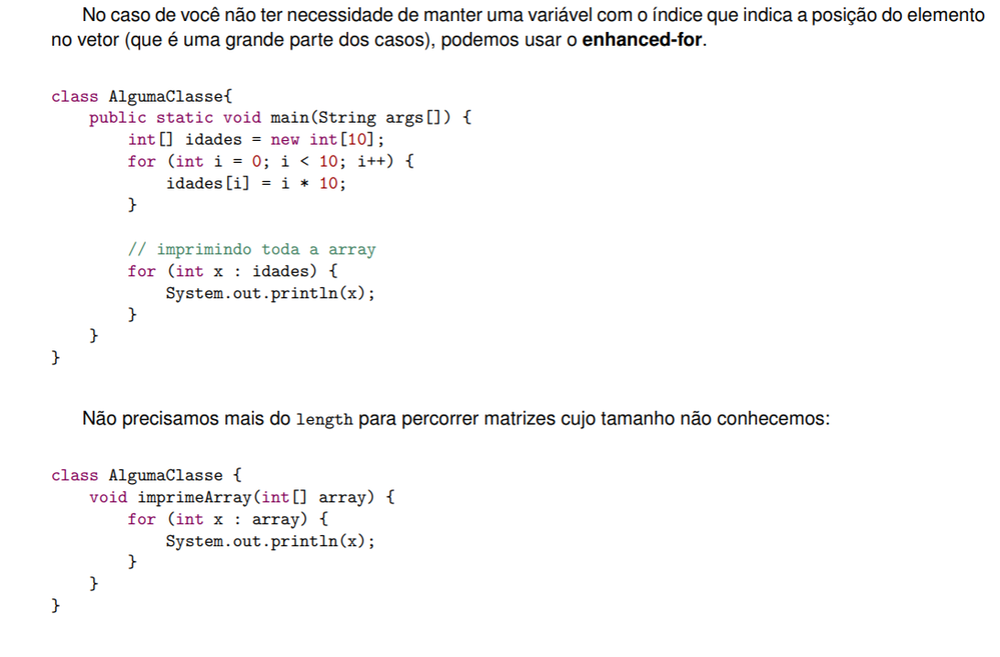 No caso de você não ter necessidade de manter uma variável com o índice que indica a posição do elemento
no vetor (que é uma grande parte dos casos), podemos usar o enhanced-for.
class AlgumaClasse{
    public static void main(String args[]) {
        int[] idades = new int[10];
        for (int i = 0; i < 10; i++) {
            idades[i] = i * 10;
        }
        // imprimindo toda a array
        for (int x : idades) {
            System.out.println(x);
        }
    }
}
Não precisamos mais do length para percorrer matrizes cujo tamanho não conhecemos:
class AlgumaClasse {
    void imprimeArray(int[] array) {
        for (int x : array) {
            System.out.println(x);
        }
    }
}